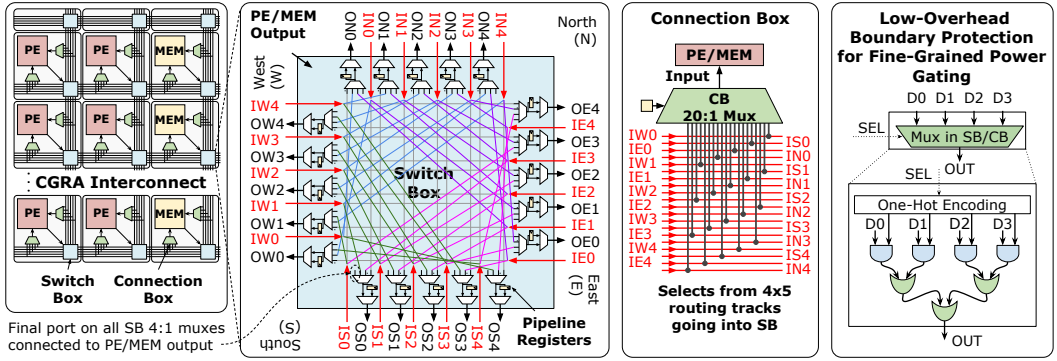 PE
PE
MEM
PE
PE
MEM
CGRA Interconnect
PE
PE
MEM
Switch
Box
Connection
Box
Final port on all SB 4:1 muxes
connected to PE/MEM output
PE/MEM
Output
ON0
IN0
ON1
IN1
ON2
IN2
ON3
IN3
ON4
IN4
North
(N)
West
(W)
IW4
OW4
IW3
OW3
IW2
OW2
IW1
OW1
IW0
OW0
Switch
Box
OE4
IE4
OE3
IE3
OE2
IE2
OE1
IE1
OE0
IE0
East
(E)
South
(S)
IS0
OS0
IS1
OS1
IS2
OS2
IS3
OS3
IS4
OS4
Pipeline
Registers
Connection Box
PE/MEM
Input
CB
20:1 Mux
IW0
IE0
IW1
IE1
IW2
IE2
IW3
IE3
IW4
IE4
IS0
IN0
IS1
IN1
IS2
IN2
IS3
IN3
IS4
IN4
Selects from 4x5
routing tracks
going into SB
Low-Overhead
Boundary Protection
for Fine-Grained Power
Gating
D0 D1 D2 D3
SEL
Mux in SB/CB
OUT
SEL
One-Hot Encoding
D0 D1 D2 D3
OUT